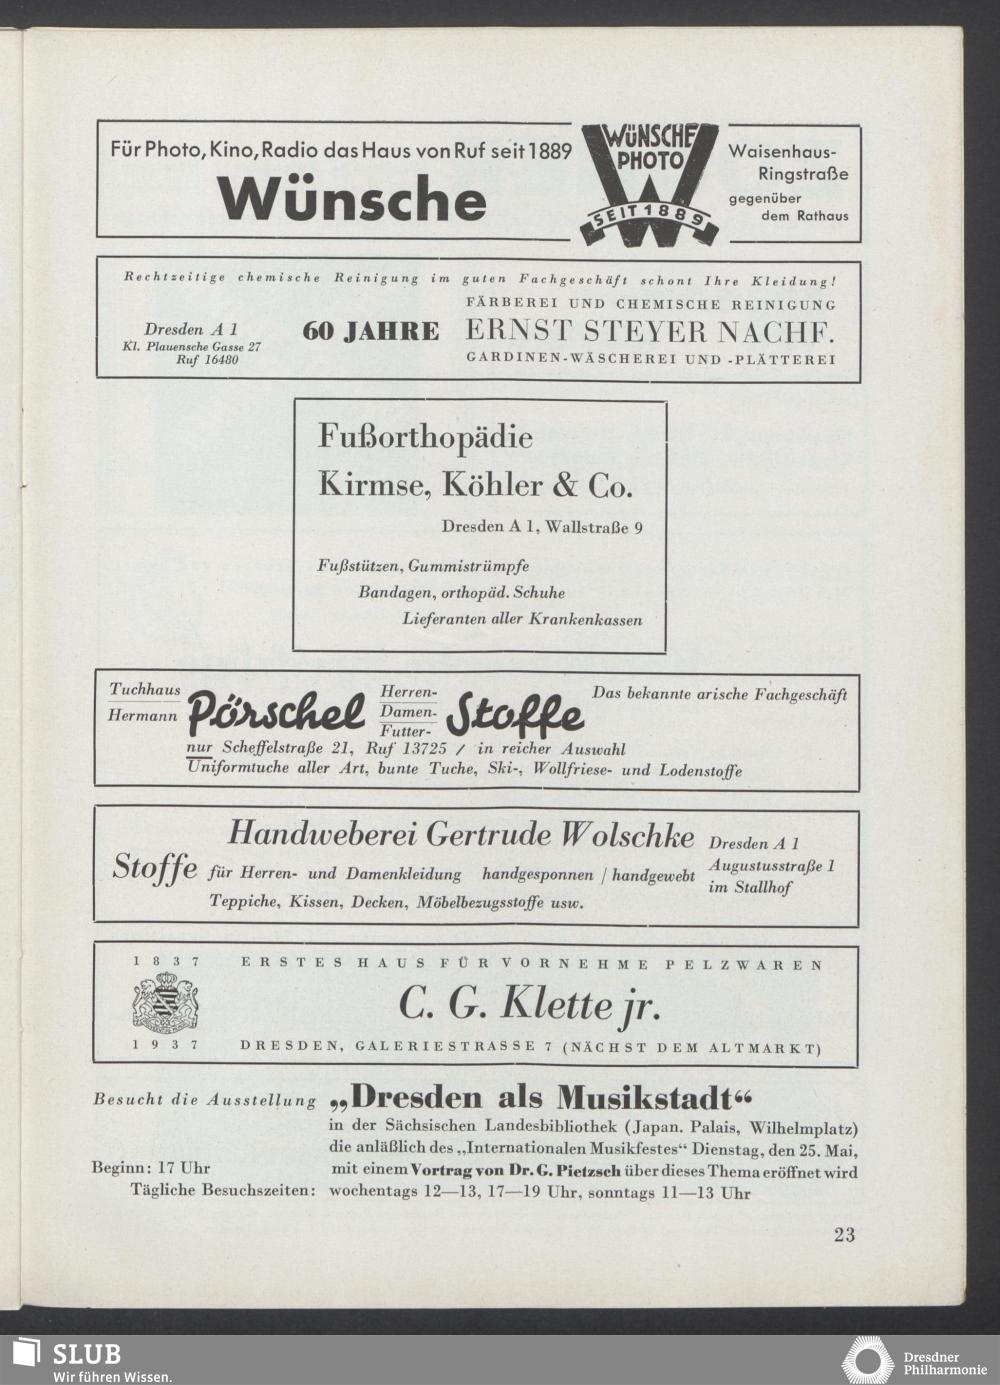 Für Photo, Kino, Radio das Haus von Ruf seit 1889
Wünsche
WÜNSCHE
PHOTO
SEIT 1889
Waisenhaus-
Ringstraße
gegenüber
dem Rathaus
Rechtzeitige chemische Reinigung im guten Fachgeschäft schont Ihre Kleidung!
Dresden A 1
Kl. Plauensche Gasse 27
Ruf 16480
60 JAHRE
FÄRBEREI UND CHEMISCHE REINIGUNG
ERNST STEYER NACHF.
GARDINEN-WÄSCHEREI UND -PLÄTTEREI
Fußorthopädie
Kirmse, Köhler & Co.
Dresden A 1, Wallstraße 9
Fußstützen, Gummistrümpfe
Bandagen, orthopäd. Schuhe
Lieferanten aller Krankenkassen
Tuchhaus
Hermann
Pörschel
Herren-
Damen-
Futter-
Stoffe
Das bekannte arische Fachgeschäft
nur Scheffelstraße 21, Ruf 13725 / in reicher Auswahl
Uniformtuche aller Art, bunte Tuche, Ski-, Wollfriese- und Lodenstoffe
Handweberei Gertrude Wolschke
Stoffe für Herren- und Damenkleidung handgesponnen / handgewebt
Teppiche, Kissen, Decken, Möbelbezugsstoffe usw.
Dresden A 1
Augustusstraße 1
im Stallhof
1837
1937
ERSTES HAUS FÜR VORNEHME PELZWAREN
C. G. Klette jr.
DRESDEN, GALERIESTRASSE 7 (NÄCHST DEM ALTMARKT)
Besucht die Ausstellung „Dresden als Musikstadt“
in der Sächsischen Landesbibliothek (Japan. Palais, Wilhelmplatz)
die anläßlich des „Internationalen Musikfestes“ Dienstag, den 25. Mai,
Beginn: 17 Uhr mit einem Vortrag von Dr. G. Pietzsch über dieses Thema eröffnet wird
Tägliche Besuchszeiten: wochentags 12—13, 17—19 Uhr, sonntags 11—13 Uhr
23
SLUB
Wir führen Wissen.
Dresdner
Philharmonie